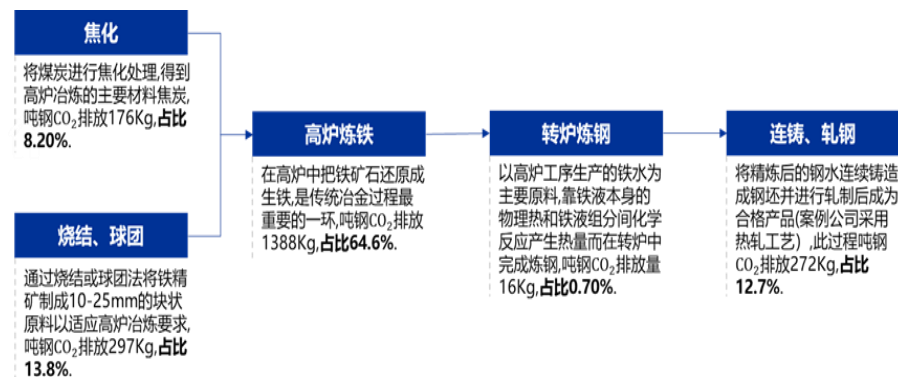 焦化
将煤炭进行焦化处理,得到
高炉冶炼的主要材料焦炭,
吨钢CO₂排放176Kg,占比
8.20%.
烧结、球团
通过烧结或球团法将铁精
矿制成10-25mm的块状
原料以适应高炉冶炼要求,
吨钢CO₂排放297Kg,占比
13.8%.
高炉炼铁
在高炉中把铁矿石还原成
生铁,是传统冶金过程最
重要的一环,吨钢CO₂排放
1388Kg,占比64.6%.
转炉炼钢
以高炉工序生产的铁水为
主要原料,靠铁液本身的
物理热和铁液组分间化学
反应产生热量而在转炉中
完成炼钢,吨钢CO₂排放量
16Kg,占比0.70%.
连铸、轧钢
将精炼后的钢水连续铸造
成钢坯并进行轧制后成为
合格产品(案例公司采用
热轧工艺）,此过程吨钢
CO₂排放272Kg,占比
12.7%.